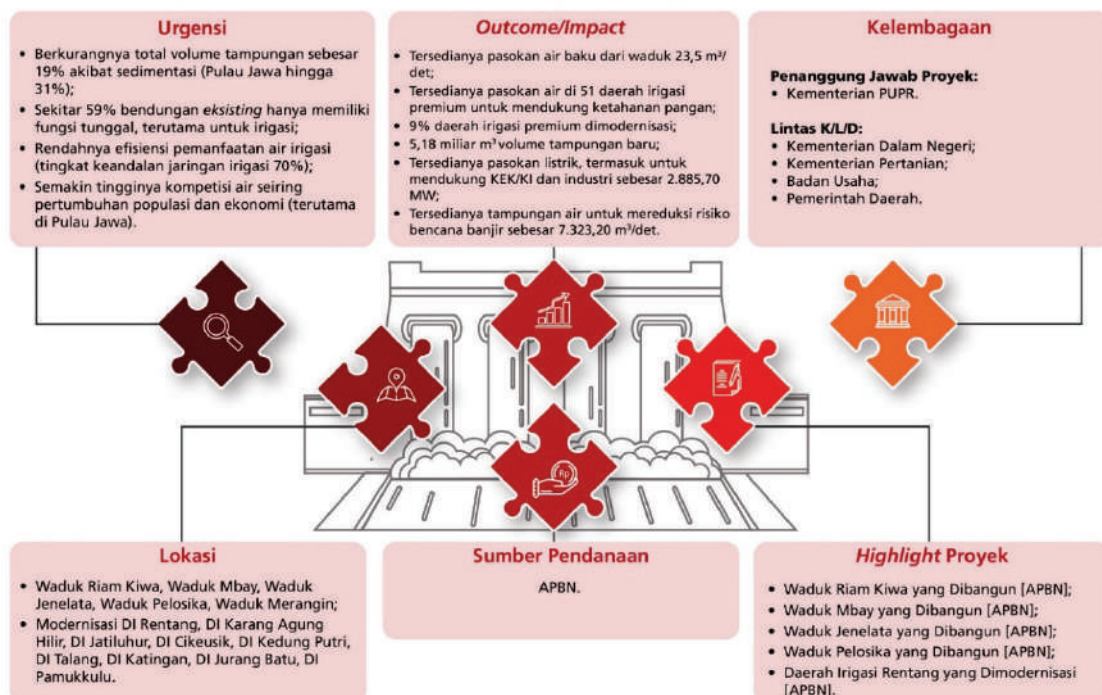 Urgensi
• Berkurangnya total volume tampungan sebesar
19% akibat sedimentasi (Pulau Jawa hingga
31%);
• Sekitar 59% bendungan eksisting hanya memiliki
fungsi tunggal, terutama untuk irigasi;
• Rendahnya efisiensi pemanfaatan air irigasi
(tingkat keandalan jaringan irigasi 70%);
• Semakin tingginya kompetisi air seiring
pertumbuhan populasi dan ekonomi (terutama
di Pulau Jawa).
Outcome/Impact
• Tersedianya pasokan air baku dari waduk 23,5 m³/
det;
• Tersedianya pasokan air di 51 daerah irigasi
premium untuk mendukung ketahanan pangan;
• 9% daerah irigasi premium dimodernisasi;
• 5,18 miliar m³ volume tampungan baru;
• Tersedianya pasokan listrik, termasuk untuk
mendukung KEK/KI dan industri sebesar 2.885,70
MW;
• Tersedianya tampungan air untuk mereduksi risiko
bencana banjir sebesar 7.323,20 m³/det.
Kelembagaan
Penanggung Jawab Proyek:
• Kementerian PUPR.
Lintas K/L/D:
• Kementerian Dalam Negeri;
• Kementerian Pertanian;
• Badan Usaha;
• Pemerintah Daerah.
Rp
Lokasi
• Waduk Riam Kiwa, Waduk Mbay, Waduk
Jenelata, Waduk Pelosika, Waduk Merangin;
• Modernisasi DI Rentang, DI Karang Agung
Hilir, DI Jatiluhur, DI Cikeusik, DI Kedung Putri,
DI Talang, DI Katingan, DI Jurang Batu, DI
Pamukkulu.
Sumber Pendanaan
APBN.
Highlight Proyek
• Waduk Riam Kiwa yang Dibangun [APBN];
• Waduk Mbay yang Dibangun [APBN];
• Waduk Jenelata yang Dibangun [APBN];
• Waduk Pelosika yang Dibangun [APBN];
• Daerah Irigasi Rentang yang Dimodernisasi
[APBN].